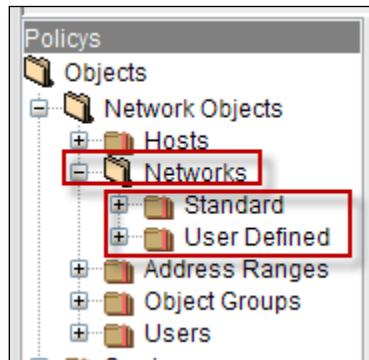 Policys
Objects
Network Objects
Hosts
Networks
Standard
User Defined
Address Ranges
Object Groups
Users